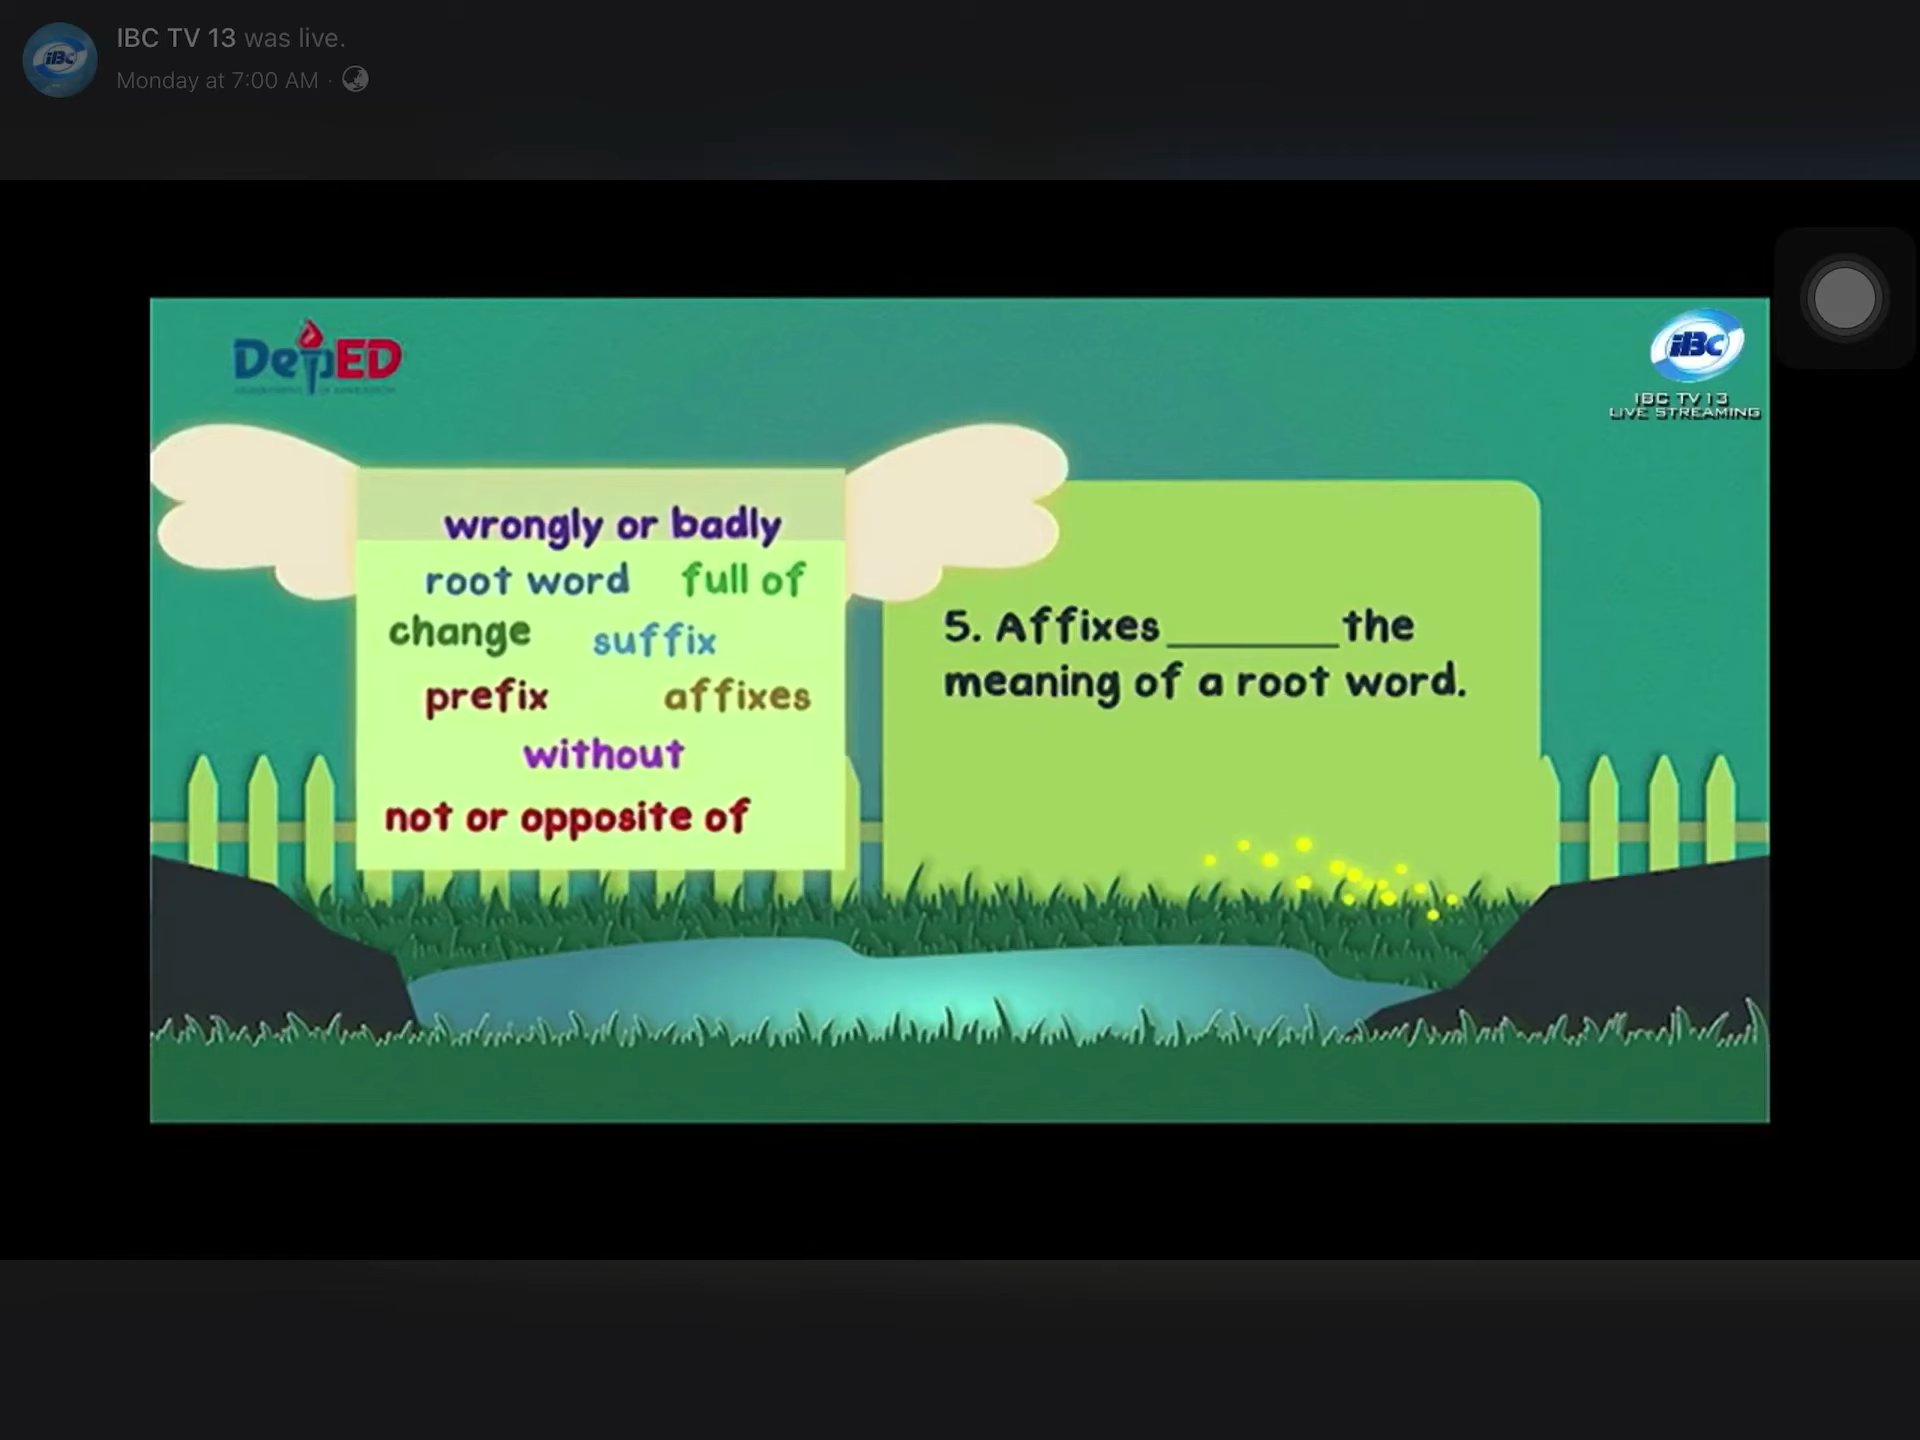 IBC TV 13 was live.
Monday at 7:00 AM ·
DepED
iBC
IBC TV 13
LIVE STREAMING
wrongly or badly
root word full of
change suffix
prefix affixes
without
not or opposite of
5. Affixes ________ the
meaning of a root word.